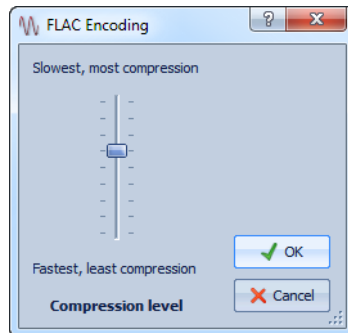 FLAC Encoding
?
Slowest, most compression
Fastest, least compression
OK
Compression level
Cancel